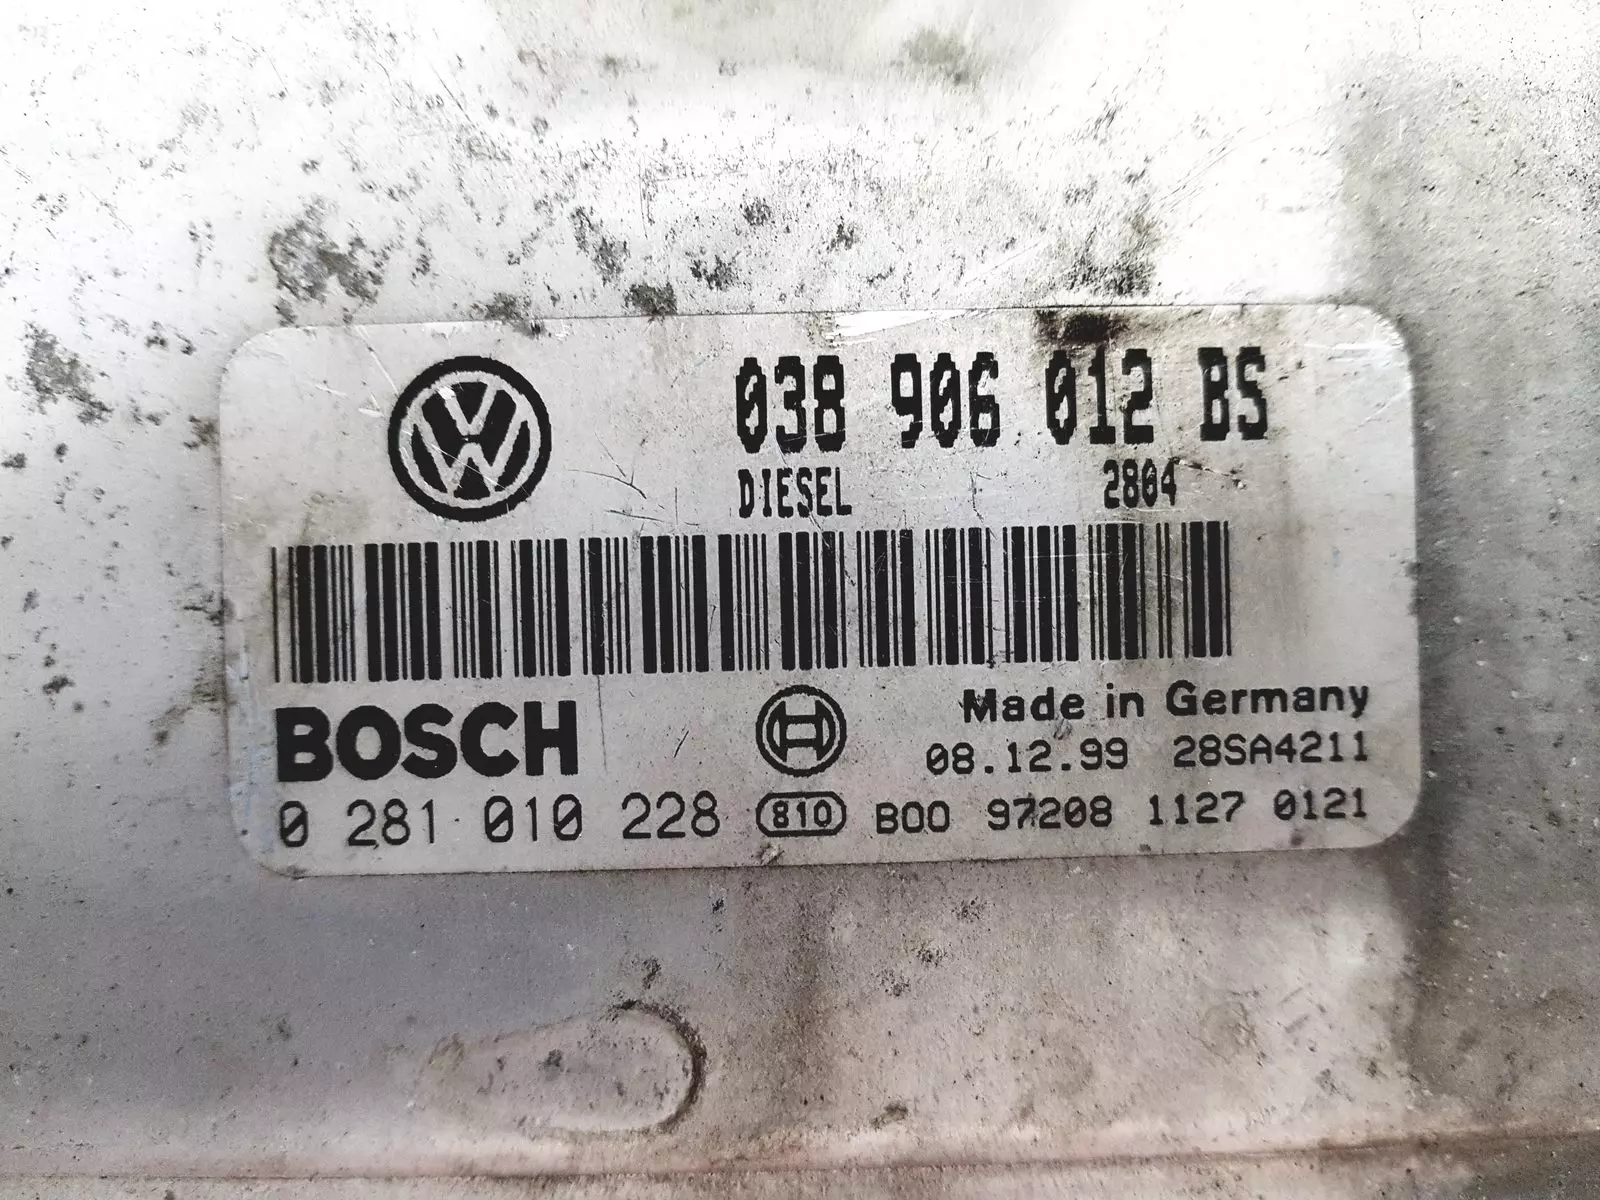 038 906 012 BS
DIESEL 2804
BOSCH
Made in Germany
08.12.99 28SA4211
0 281 010 228 810 B00 97208 1127 0121